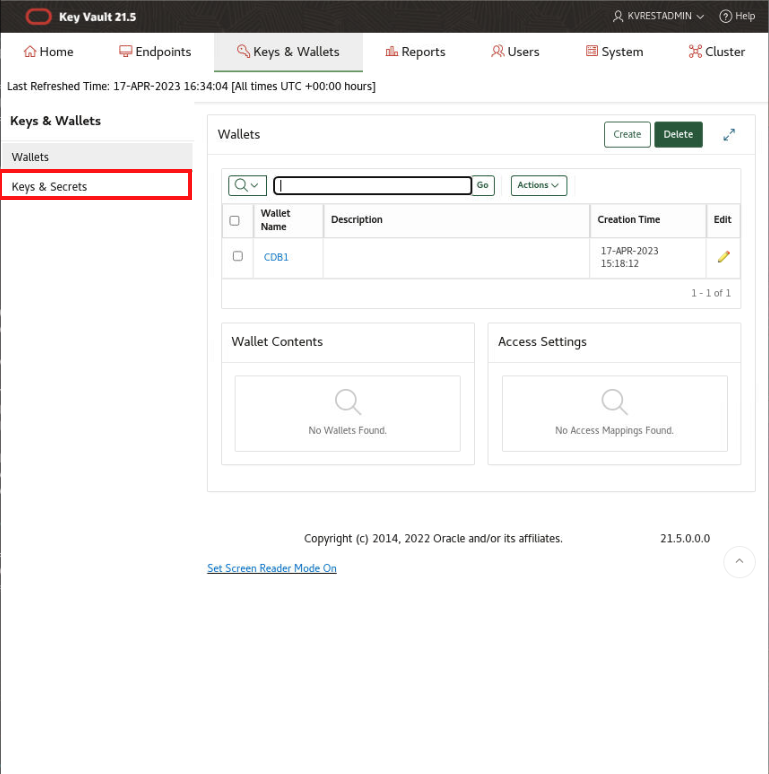 Key Vault 21.5
KVRESTADMIN
Help
Home
Endpoints
Keys & Wallets
Reports
Users
System
Cluster
Last Refreshed Time: 17-APR-2023 16:34:04 [All times UTC +00:00 hours]
Keys & Wallets
Wallets
Keys & Secrets
Wallets
Create
Delete
Go
Actions
Wallet
Name
Description
Creation Time
Edit
CDB1
17-APR-2023
15:18:12
1 - 1 of 1
Wallet Contents
No Wallets Found.
Access Settings
No Access Mappings Found.
Copyright (c) 2014, 2022 Oracle and/or its affiliates.
21.5.0.0.0
Set Screen Reader Mode On